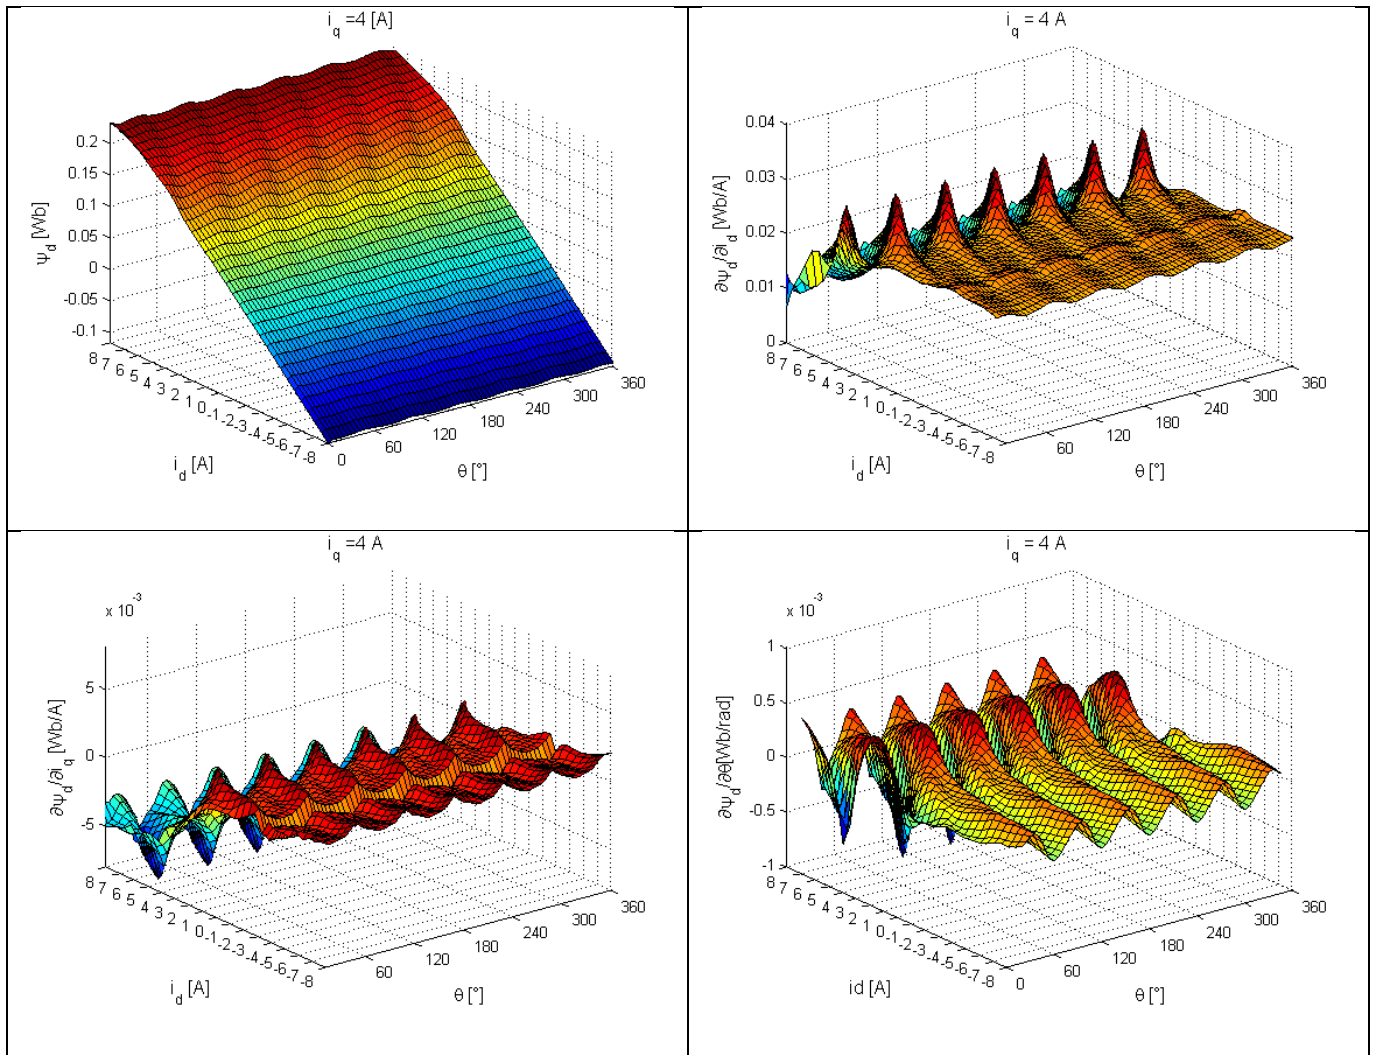 i_q =4 [A]
ψ_d [Wb]
0.2
0.15
0.1
0.05
0
-0.05
-0.1
8 7 6 5 4 3 2 1 0 -1 -2 -3 -4 -5 -6 -7 -8
i_d [A]
0 60 120 180 240 300 360
θ [°]
i_q = 4 A
∂ψ_d/∂i_d [Wb/A]
0.04
0.03
0.02
0.01
0
8 7 6 5 4 3 2 1 0 -1 -2 -3 -4 -5 -6 -7 -8
i_d [A]
60 120 180 240 300 360
θ [°]
i_q = 4 A
x 10^-3
∂ψ_d/∂i_q [Wb/A]
5
0
-5
8 7 6 5 4 3 2 1 0 -1 -2 -3 -4 -5 -6 -7 -8
i_d [A]
60 120 180 240 300 360
θ [°]
i_q = 4 A
x 10^-3
∂ψ_d/∂θ[Wb/rad]
1
0.5
0
-0.5
-1
8 7 6 5 4 3 2 1 0 -1 -2 -3 -4 -5 -6 -7 -8
id [A]
0 60 120 180 240 300 360
θ [°]